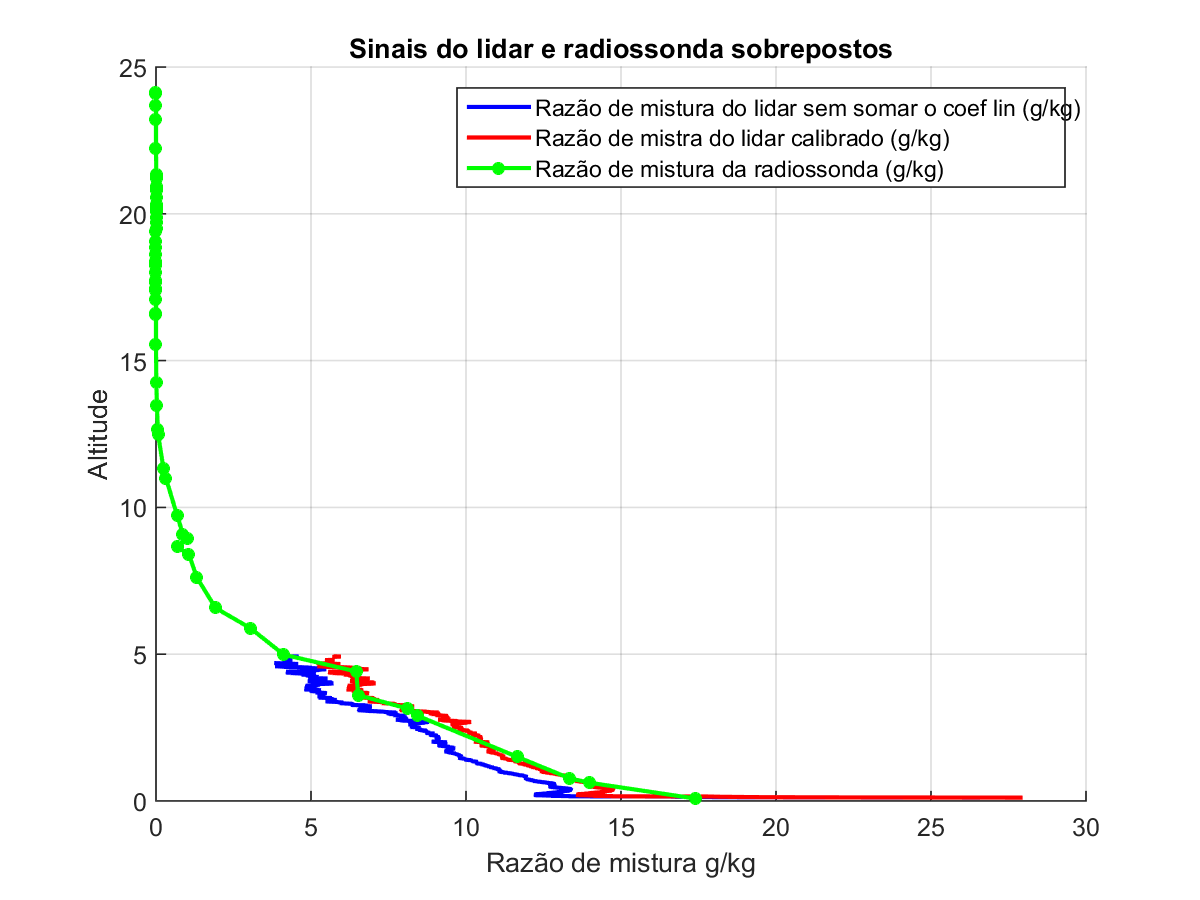 Sinais do lidar e radiossonda sobrepostos
25
Razão de mistura do lidar sem somar o coef lin (g/kg)
Razão de mistra do lidar calibrado (g/kg)
Razão de mistura da radiossonda (g/kg)
20
15
Altitude
10
5
0
0 5 10 15 20 25 30
Razão de mistura g/kg